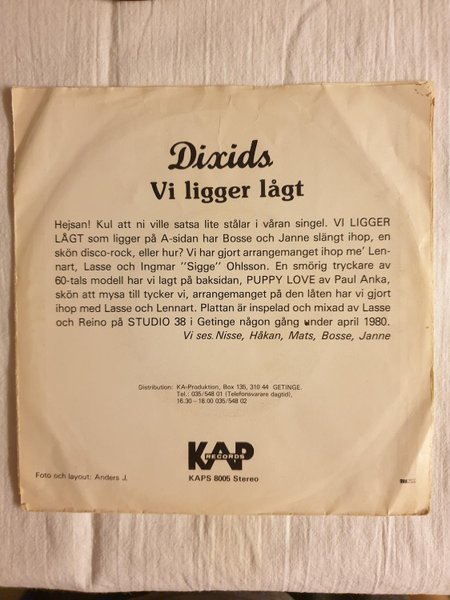 Dixids
Vi ligger lågt
Hejsan! Kul att ni ville satsa lite stålar i våran singel. VI LIGGER
LÅGT som ligger på A-sidan har Bosse och Janne slängt ihop, en
skön disco-rock, eller hur? Vi har gjort arrangemanget ihop me' Len-
nart, Lasse och Ingmar "Sigge" Ohlsson. En smörig tryckare av
60-tals modell har vi lagt på baksidan, PUPPY LOVE av Paul Anka,
skön att mysa till tycker vi, arrangemanget på den låten har vi gjort
ihop med Lasse och Lennart. Plattan är inspelad och mixad av Lasse
och Reino på STUDIO 38 i Getinge någon gång under april 1980.
Vi ses. Nisse, Håkan, Mats, Bosse, Janne
Distribution: KA-Produktion, Box 135, 310 44 GETINGE.
Tel.: 035/548 01 (Telefonsvarare dagtid),
16.30–18.00 035/548 02
KAP
RECORDS
KAPS 8005 Stereo
Foto och layout: Anders J.